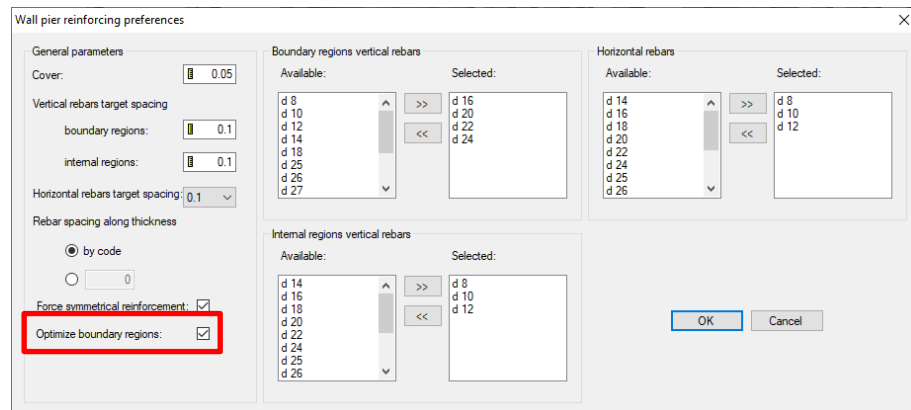 Wall pier reinforcing preferences
General parameters
Cover: 0.05
Vertical rebars target spacing
boundary regions: 0.1
internal regions: 0.1
Horizontal rebars target spacing: 0.1
Rebar spacing along thickness
by code
0
Force symmetrical reinforcement:
Optimize boundary regions:
Boundary regions vertical rebars
Available:
d 8
d 10
d 12
d 14
d 18
d 25
d 26
d 27
>>
<<
Selected:
d 16
d 20
d 22
d 24
Internal regions vertical rebars
Available:
d 14
d 16
d 18
d 20
d 22
d 24
d 25
d 26
>>
<<
Selected:
d 8
d 10
d 12
Horizontal rebars
Available:
d 14
d 16
d 18
d 20
d 22
d 24
d 25
d 26
>>
<<
Selected:
d 8
d 10
d 12
OK
Cancel